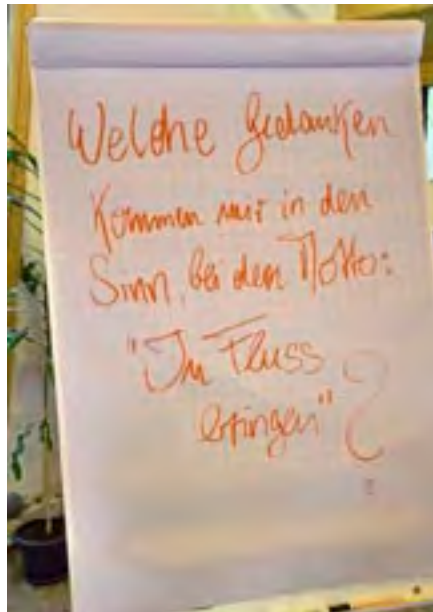 Welche Gedanken
kommen mir in den
Sinn, bei dem Motto:
"In Fluss
bringen"?